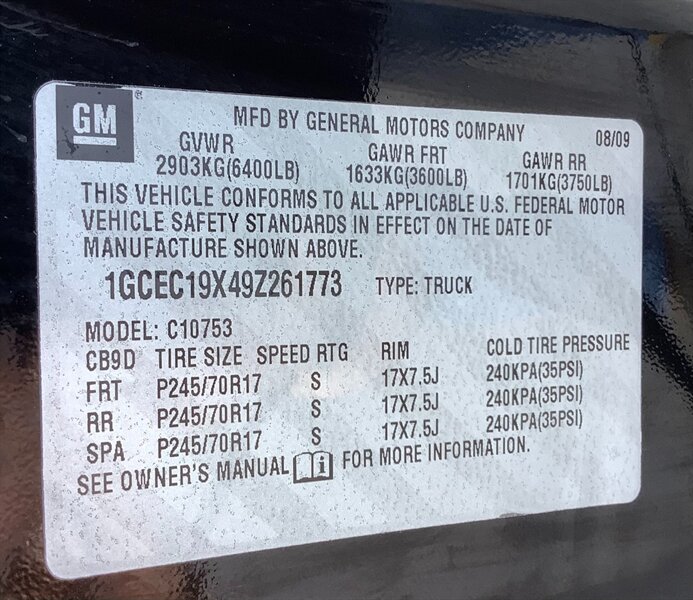 GM ®
MFD BY GENERAL MOTORS COMPANY 08/09
GVWR GAWR FRT GAWR RR
2903KG(6400LB) 1633KG(3600LB) 1701KG(3750LB)
THIS VEHICLE CONFORMS TO ALL APPLICABLE U.S. FEDERAL MOTOR
VEHICLE SAFETY STANDARDS IN EFFECT ON THE DATE OF
MANUFACTURE SHOWN ABOVE.
1GCEC19X49Z261773 TYPE: TRUCK
MODEL: C10753
CB9D TIRE SIZE SPEED RTG RIM COLD TIRE PRESSURE
FRT P245/70R17 S 17X7.5J 240KPA(35PSI)
RR P245/70R17 S 17X7.5J 240KPA(35PSI)
SPA P245/70R17 S 17X7.5J 240KPA(35PSI)
SEE OWNER'S MANUAL i FOR MORE INFORMATION.